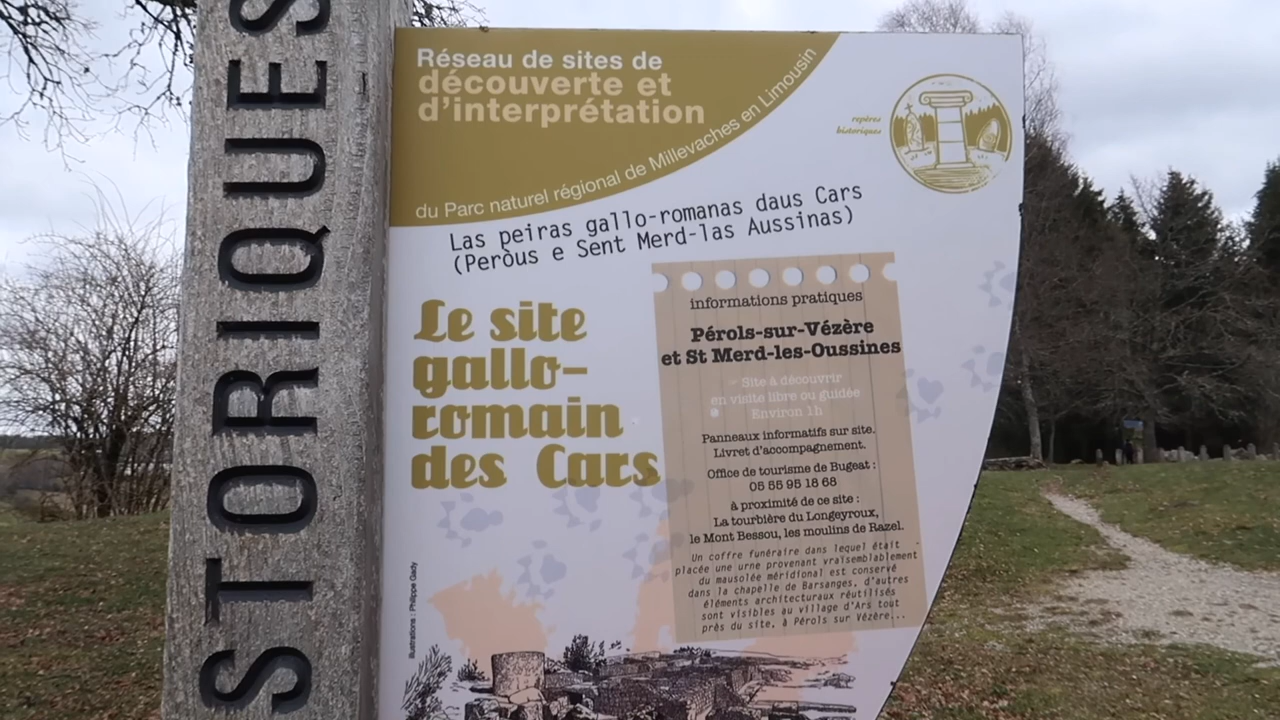 STORIQUES
Réseau de sites de
découverte et
d'interprétation
du Parc naturel régional de Millevaches en Limousin
repères
historiques
Las peiras gallo-romanas daus Cars
(Peròus e Sent Merd-las Aussinas)
Le site
gallo-
romain
des Cars
informations pratiques
Pérols-sur-Vézère
et St Merd-les-Oussines
Site à découvrir
en visite libre ou guidée
Environ 1h
Panneaux informatifs sur site.
Livret d'accompagnement.
Office de tourisme de Bugeat :
05 55 95 18 68
à proximité de ce site :
La tourbière du Longeyroux,
le Mont Bessou, les moulins de Razel.
Un coffre funéraire dans lequel était
placée une urne provenant vraisemblablement
du mausolée méridional est conservé
dans la chapelle de Barsanges, d'autres
éléments architecturaux réutilisés
sont visibles au village d'Ars tout
près du site, à Pérols sur Vézère...
illustrations : Philippe Gady